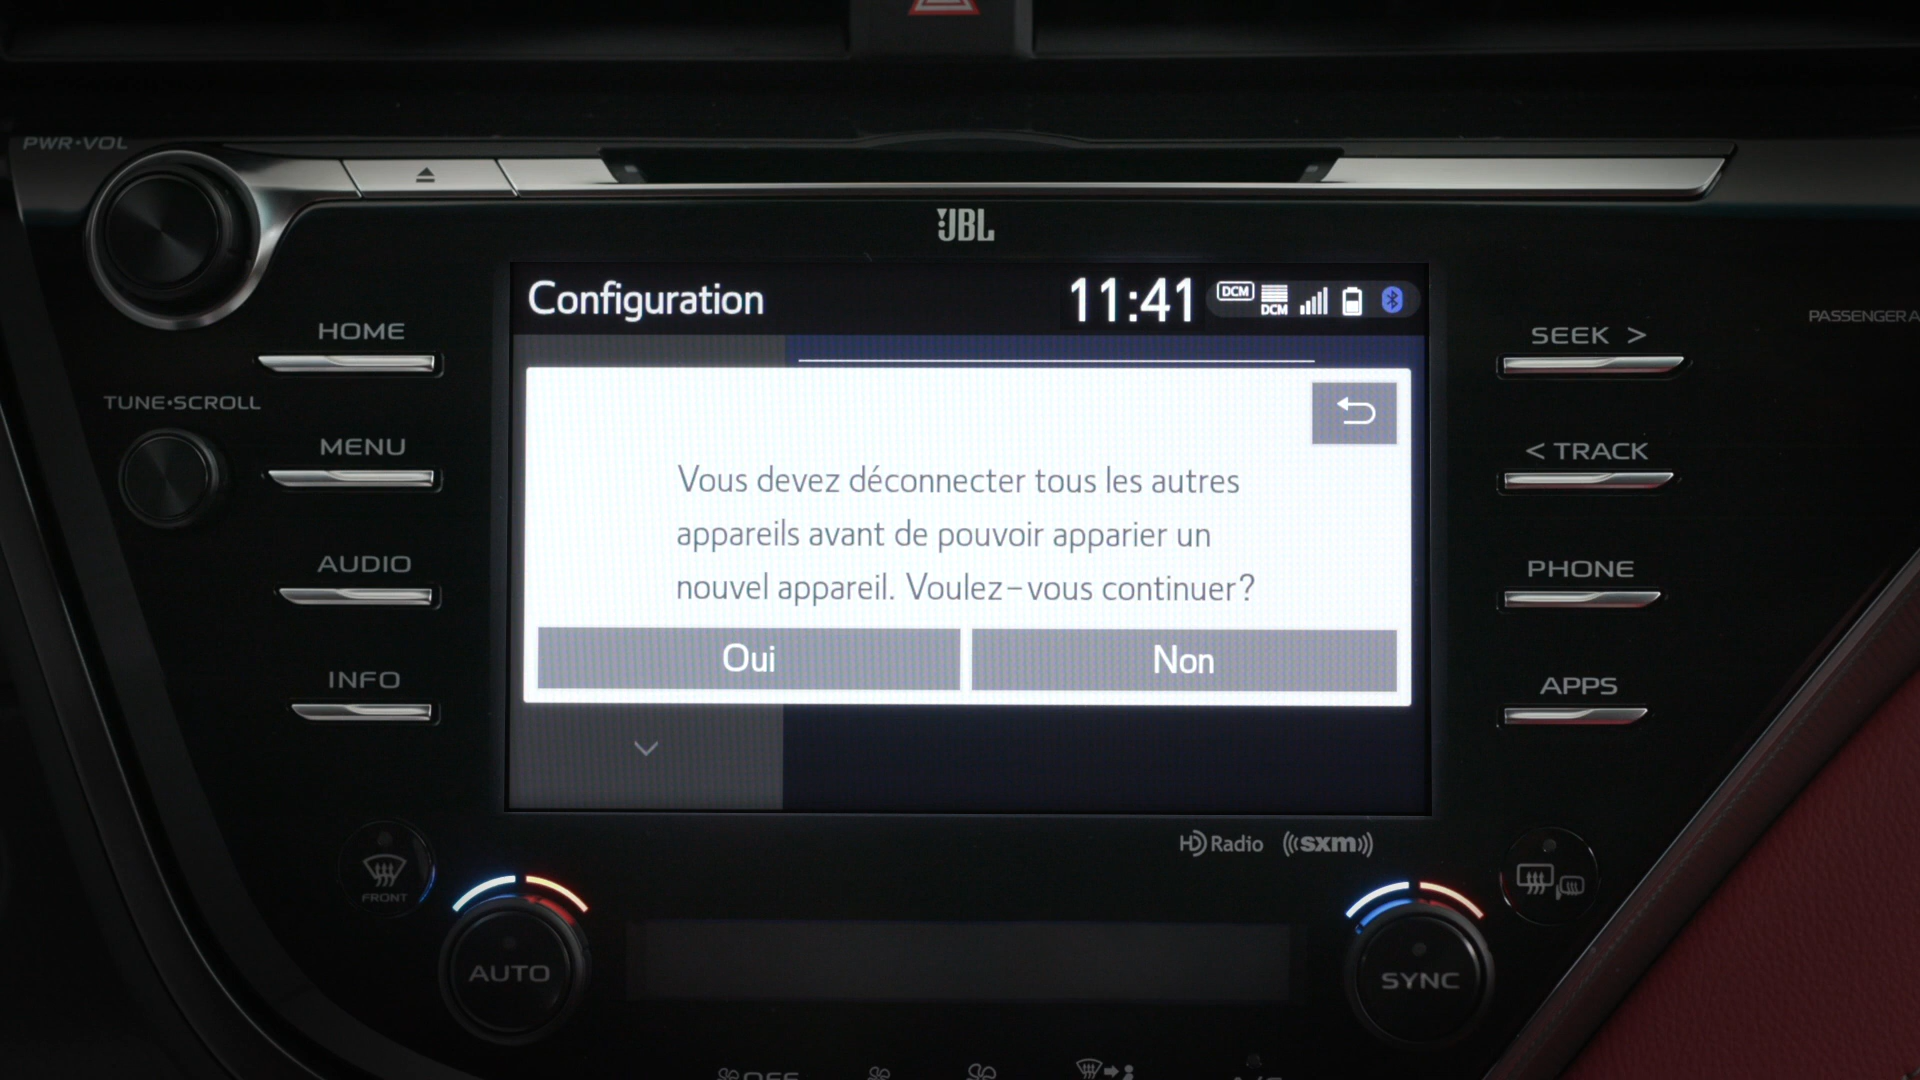 PWR•VOL
JBL
Configuration
11:41
DCM
DCM
HOME
TUNE•SCROLL
MENU
AUDIO
INFO
SEEK >
PASSENGER A
< TRACK
PHONE
APPS
Vous devez déconnecter tous les autres
appareils avant de pouvoir apparier un
nouvel appareil. Voulez-vous continuer?
Oui
Non
HD Radio
((sxm))
FRONT
AUTO
SYNC
OFF